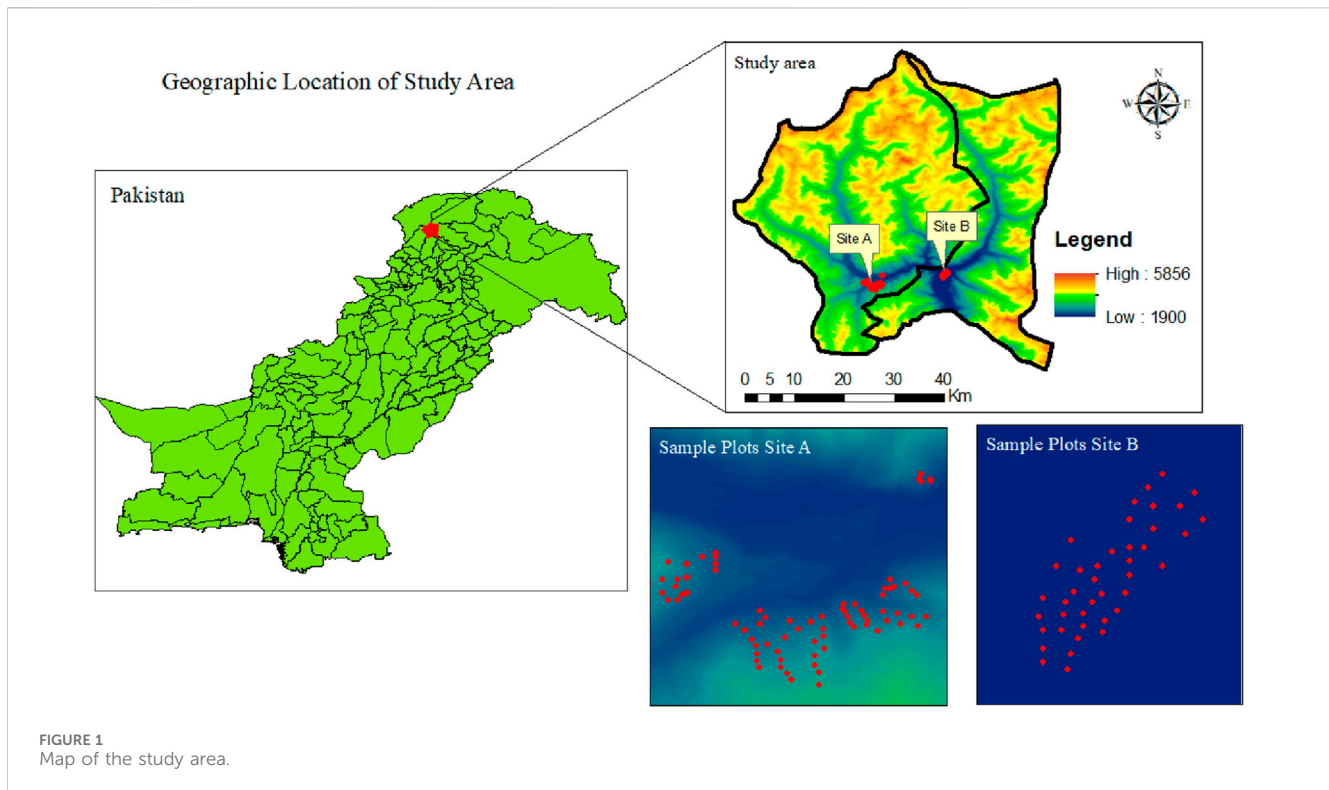 Geographic Location of Study Area
Pakistan
Study area
N
W E
S
Site A
Site B
Legend
High : 5856
Low : 1900
0 5 10 20 30 40
Km
Sample Plots Site A
Sample Plots Site B
FIGURE 1
Map of the study area.